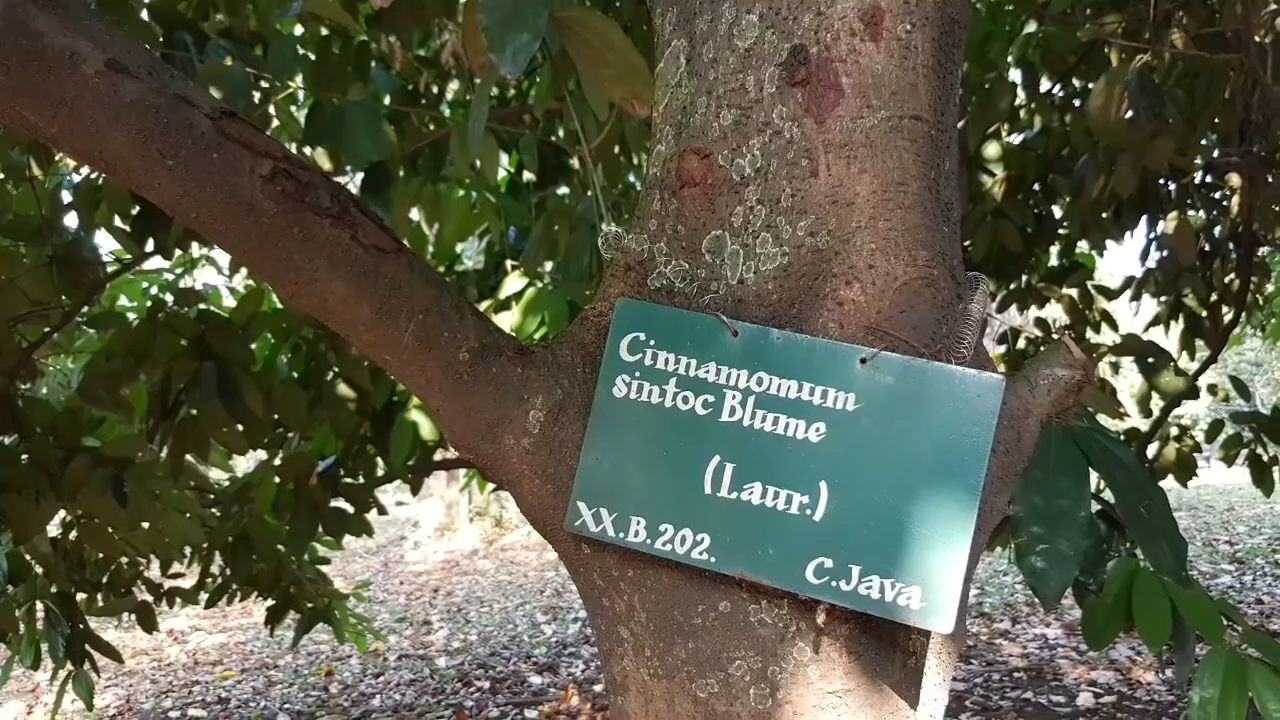 Cinnamomum
sintoc Blume
(Laur.)
XX.B.202.
C.Java